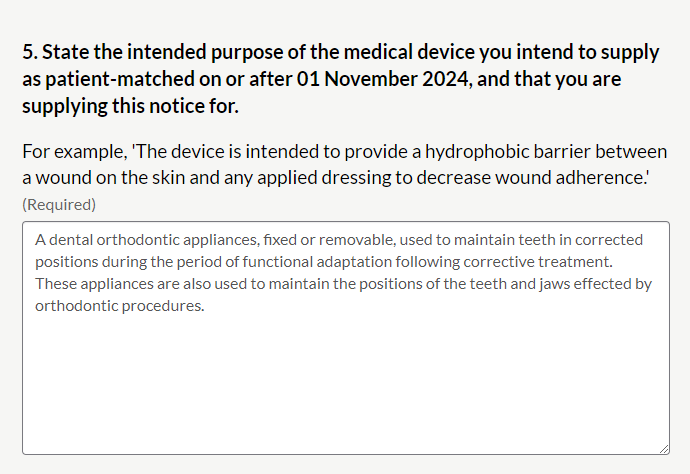 5. State the intended purpose of the medical device you intend to supply
as patient-matched on or after 01 November 2024, and that you are
supplying this notice for.
For example, 'The device is intended to provide a hydrophobic barrier between
a wound on the skin and any applied dressing to decrease wound adherence.'
(Required)
A dental orthodontic appliances, fixed or removable, used to maintain teeth in corrected
positions during the period of functional adaptation following corrective treatment.
These appliances are also used to maintain the positions of the teeth and jaws effected by
orthodontic procedures.